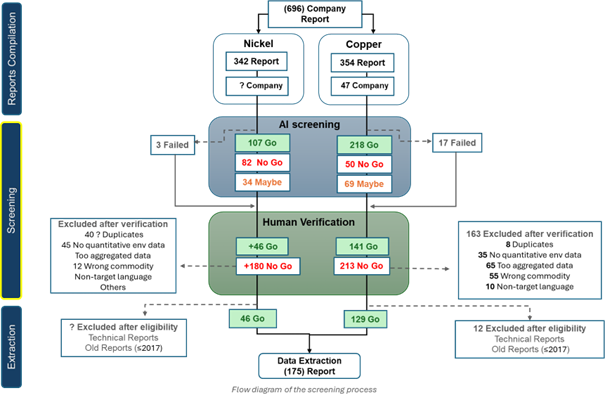 Reports Compilation
(696) Company
Report
Nickel
342 Report
? Company
Copper
354 Report
47 Company
Screening
AI screening
3 Failed
107 Go
82 No Go
34 Maybe
218 Go
50 No Go
69 Maybe
17 Failed
Human Verification
Excluded after verification
40 ? Duplicates
45 No quantitative env data
Too aggregated data
12 Wrong commodity
Non-target language
Others
+46 Go
+180 No Go
141 Go
213 No Go
163 Excluded after verification
8 Duplicates
35 No quantitative env data
65 Too aggregated data
55 Wrong commodity
10 Non-target language
Extraction
? Excluded after eligibility
Technical Reports
Old Reports (≤2017)
46 Go
129 Go
12 Excluded after eligibility
Technical Reports
Old Reports (≤2017)
Data Extraction
(175) Report
Flow diagram of the screening process